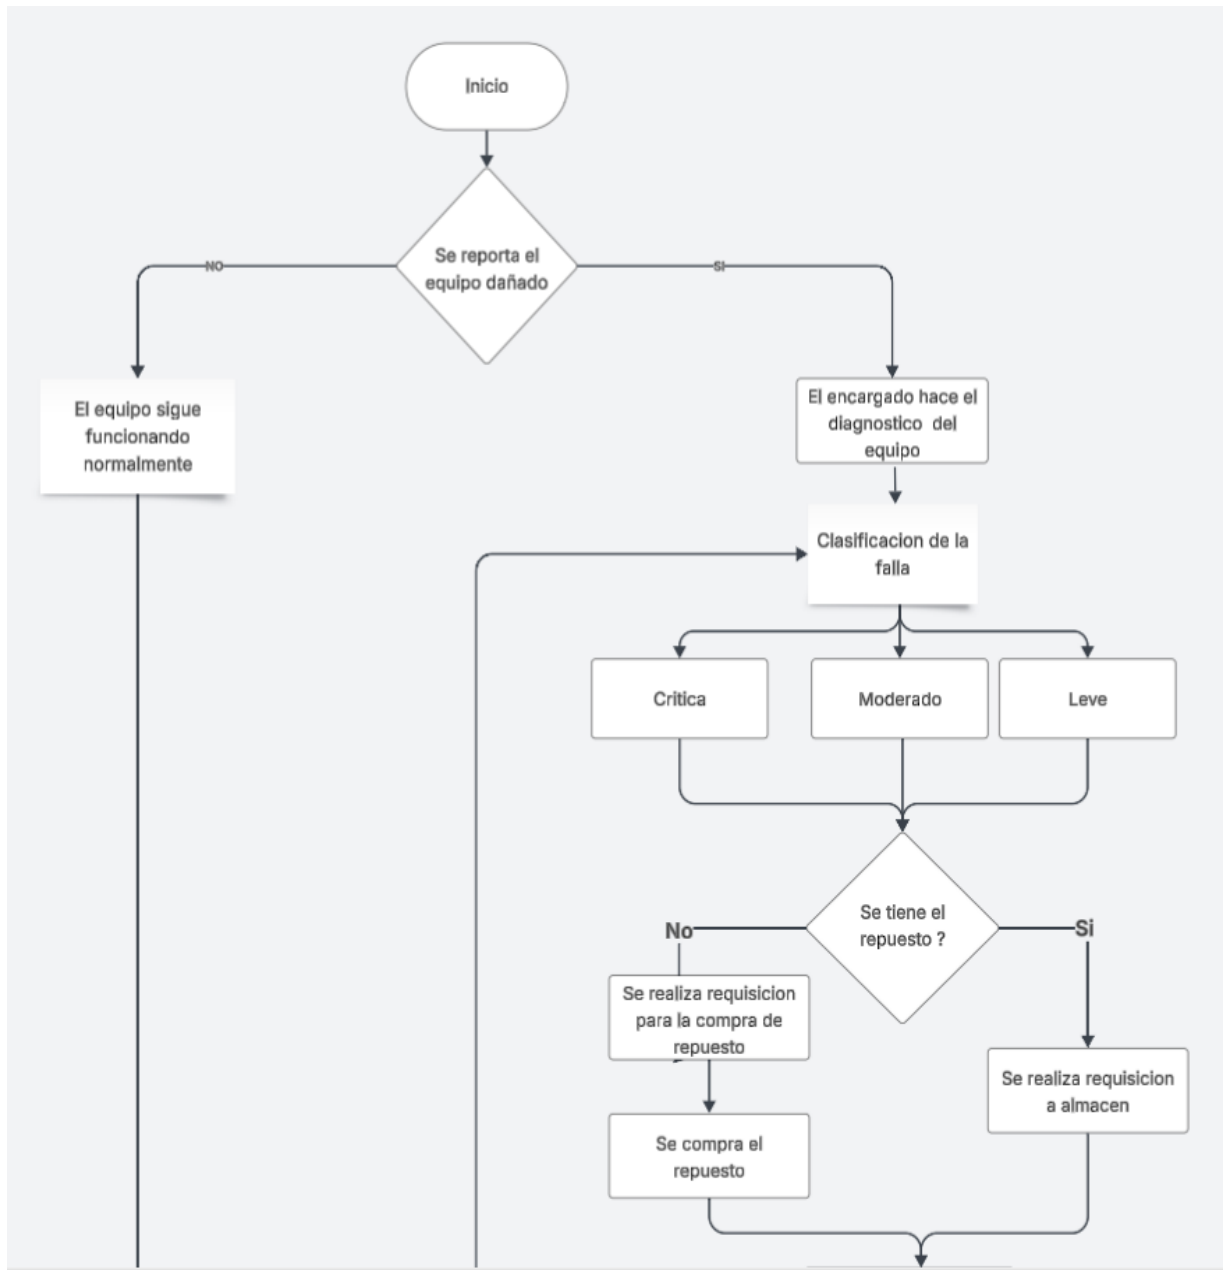 Inicio
Se reporta el
equipo dañado
NO
SI
El equipo sigue
funcionando
normalmente
El encargado hace el
diagnostico del
equipo
Clasificacion de la
falla
Critica
Moderado
Leve
Se tiene el
repuesto ?
No
Si
Se realiza requisicion
para la compra de
repuesto
Se realiza requisicion
a almacen
Se compra el
repuesto